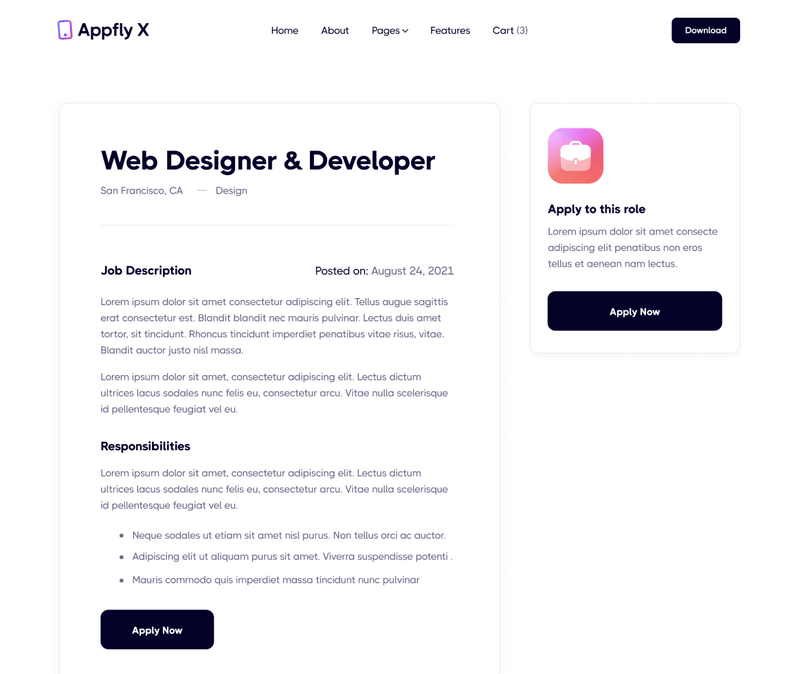 Appfly X
Home About Pages Features Cart (3)
Download
Web Designer & Developer
San Francisco, CA — Design
Job Description
Posted on: August 24, 2021
Lorem ipsum dolor sit amet consectetur adipiscing elit. Tellus augue sagittis
erat consectetur est. Blandit blandit nec mauris pulvinar. Lectus duis amet
tortor, sit tincidunt. Rhoncus tincidunt imperdiet penatibus vitae risus, vitae.
Blandit auctor justo nisl massa.
Lorem ipsum dolor sit amet, consectetur adipiscing elit. Lectus dictum
ultrices lacus sodales nunc felis eu, consectetur arcu. Vitae nulla scelerisque
id pellentesque feugiat vel eu.
Responsibilities
Lorem ipsum dolor sit amet, consectetur adipiscing elit. Lectus dictum
ultrices lacus sodales nunc felis eu, consectetur arcu. Vitae nulla scelerisque
id pellentesque feugiat vel eu.
• Neque sodales ut etiam sit amet nisl purus. Non tellus orci ac auctor.
• Adipiscing elit ut aliquam purus sit amet. Viverra suspendisse potenti .
• Mauris commodo quis imperdiet massa tincidunt nunc pulvinar
Apply Now
Apply to this role
Lorem ipsum dolor sit amet consecte
adipiscing elit penatibus non eros
tellus et aenean nam lectus.
Apply Now